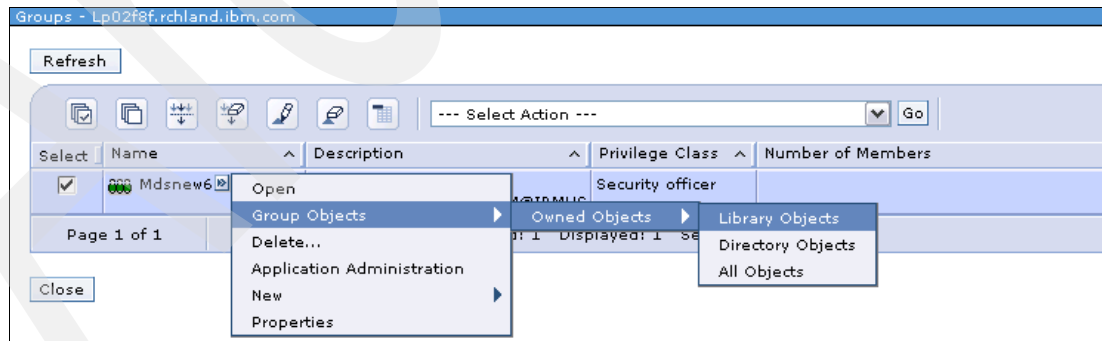 Groups - Lp02f8f.rchland.ibm.com
Refresh
--- Select Action --- Go
Select Name Description Privilege Class Number of Members
Mdsnew6 Security officer
Open
Group Objects Owned Objects Library Objects
Page 1 of 1 Displayed: 1
Delete... Directory Objects
Application Administration All Objects
Close
New
Properties